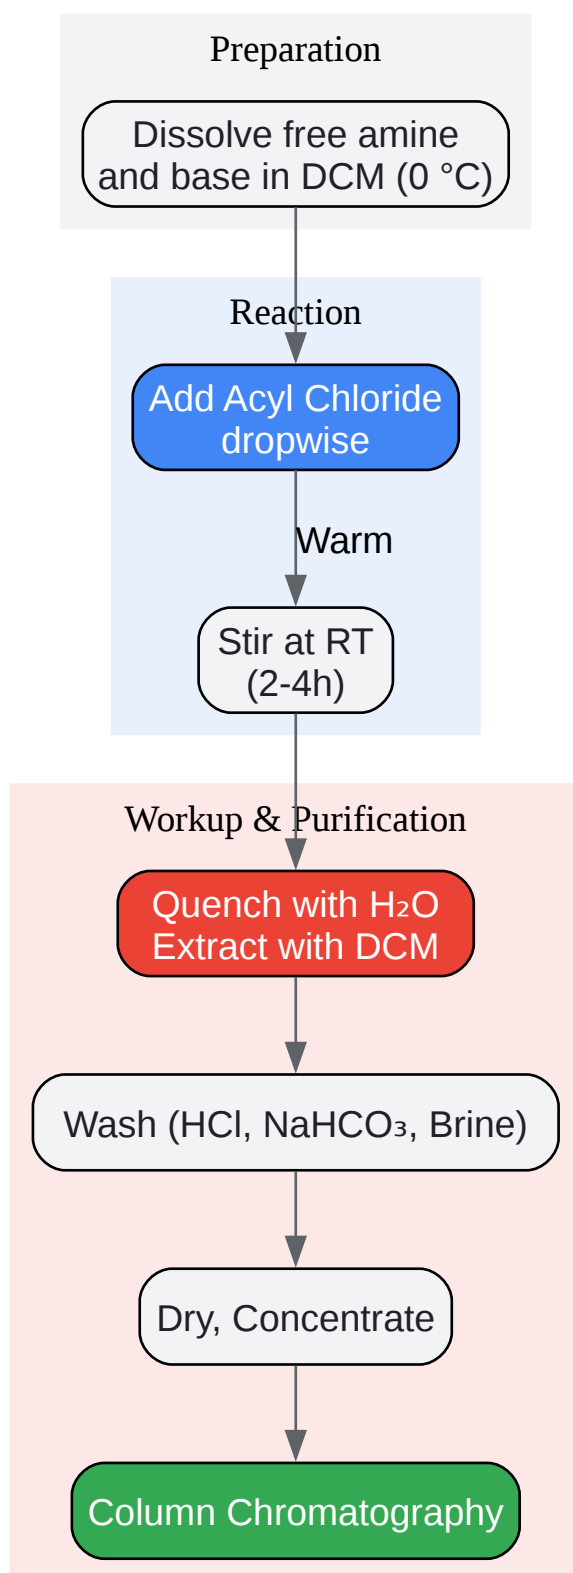 Preparation
Dissolve free amine
and base in DCM (0 °C)
Reaction
Add Acyl Chloride
dropwise
Warm
Stir at RT
(2-4h)
Workup & Purification
Quench with H₂O
Extract with DCM
Wash (HCl, NaHCO₃, Brine)
Dry, Concentrate
Column Chromatography